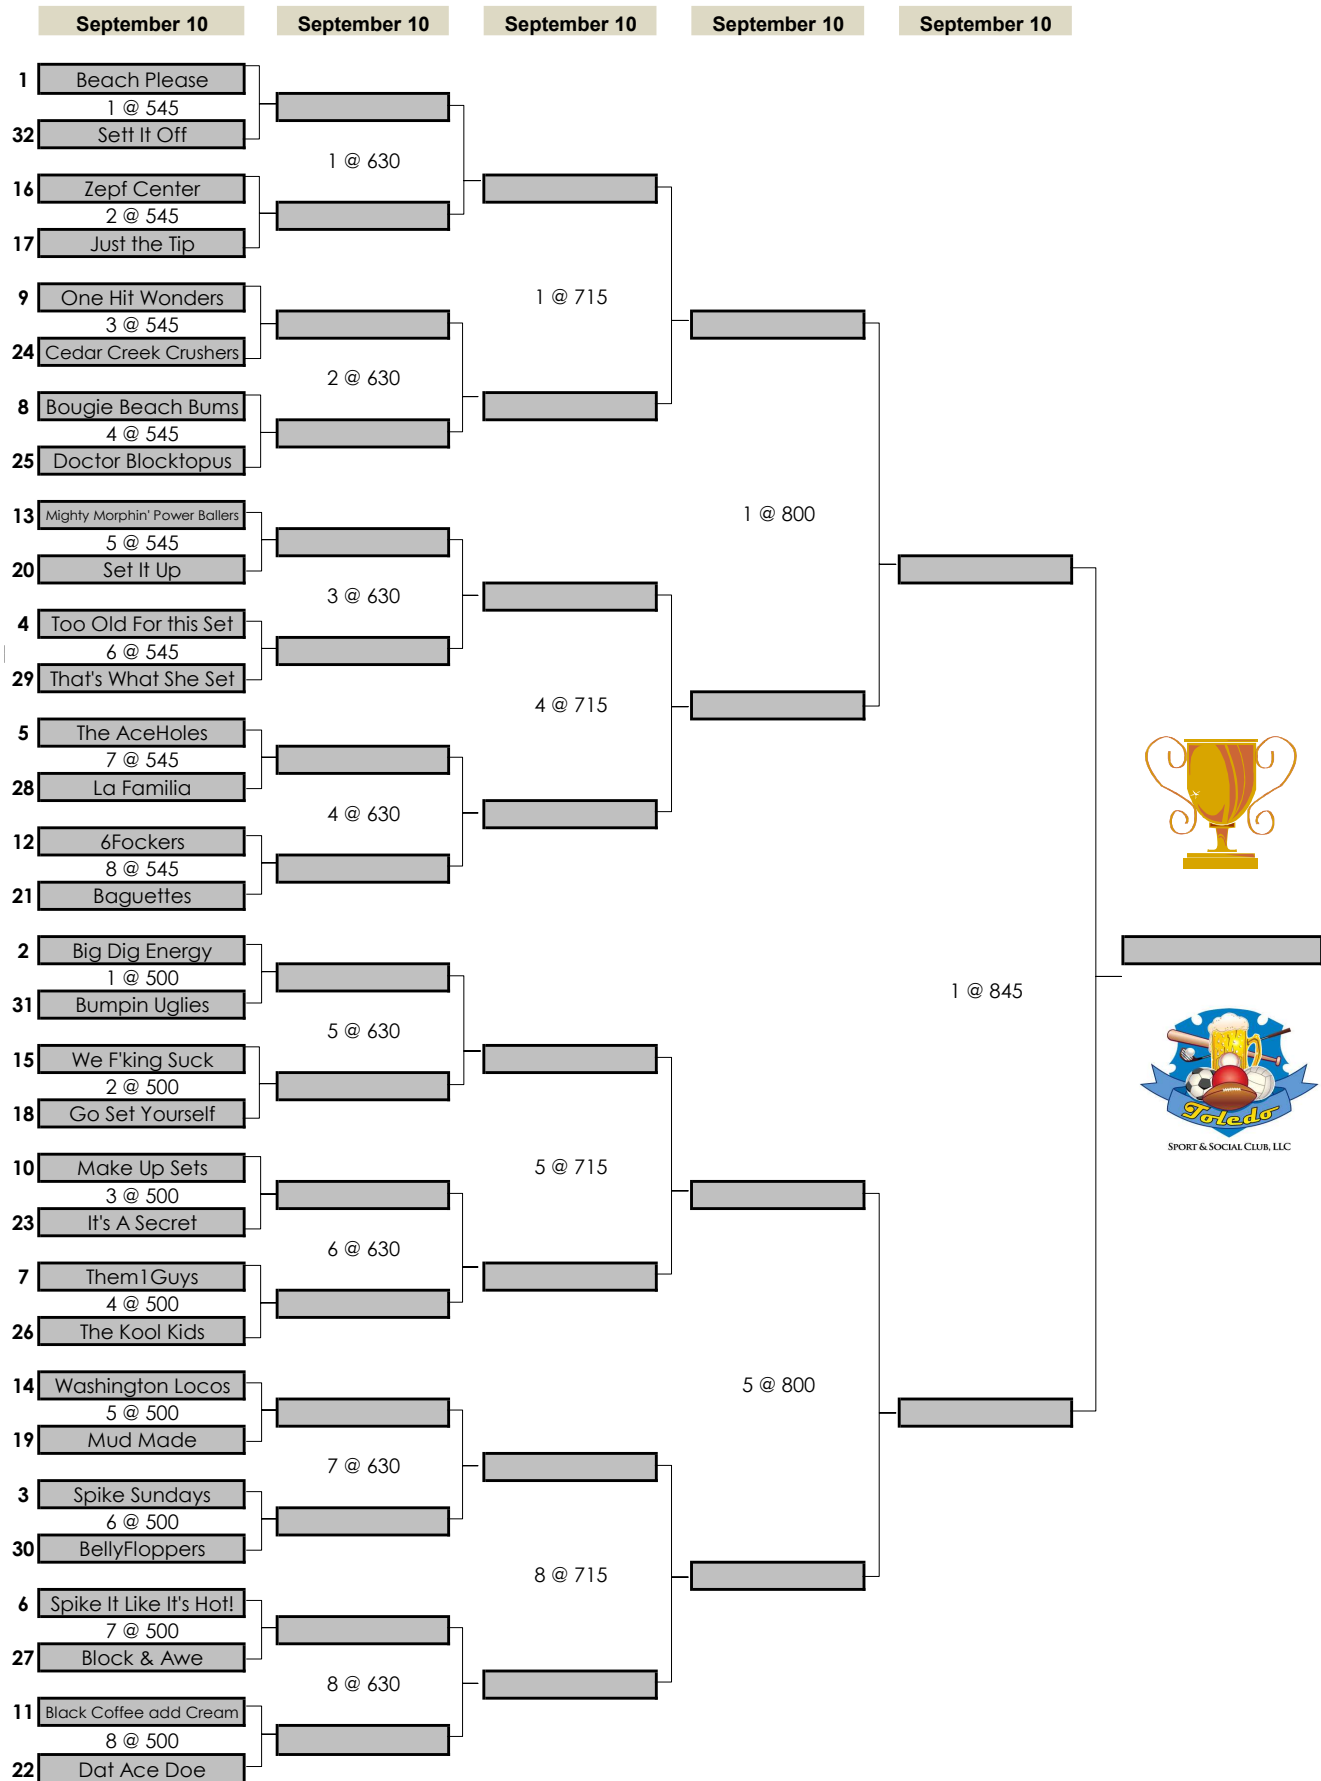 September 10 September 10 September 10 September 10 September 10
1 Beach Please
1 @ 545
32 Sett It Off
1 @ 630
16 Zepf Center
2 @ 545
17 Just the Tip
9 One Hit Wonders
1 @ 715
3 @ 545
24 Cedar Creek Crushers
2 @ 630
8 Bougie Beach Bums
4 @ 545
25 Doctor Blocktopus
13 Mighty Morphin' Power Ballers
1 @ 800
5 @ 545
20 Set It Up
3 @ 630
4 Too Old For this Set
6 @ 545
29 That's What She Set
4 @ 715
5 The AceHoles
7 @ 545
28 La Familia
4 @ 630
12 6Fockers
8 @ 545
21 Baguettes
2 Big Dig Energy
1 @ 500
1 @ 845
31 Bumpin Uglies
5 @ 630
15 We F'king Suck
2 @ 500
18 Go Set Yourself
Toledo
SPORT & SOCIAL CLUB, LLC
10 Make Up Sets
5 @ 715
3 @ 500
23 It's A Secret
6 @ 630
7 Them1Guys
4 @ 500
26 The Kool Kids
14 Washington Locos
5 @ 800
5 @ 500
19 Mud Made
7 @ 630
3 Spike Sundays
6 @ 500
30 BellyFloppers
8 @ 715
6 Spike It Like It's Hot!
7 @ 500
27 Block & Awe
8 @ 630
11 Black Coffee add Cream
8 @ 500
22 Dat Ace Doe